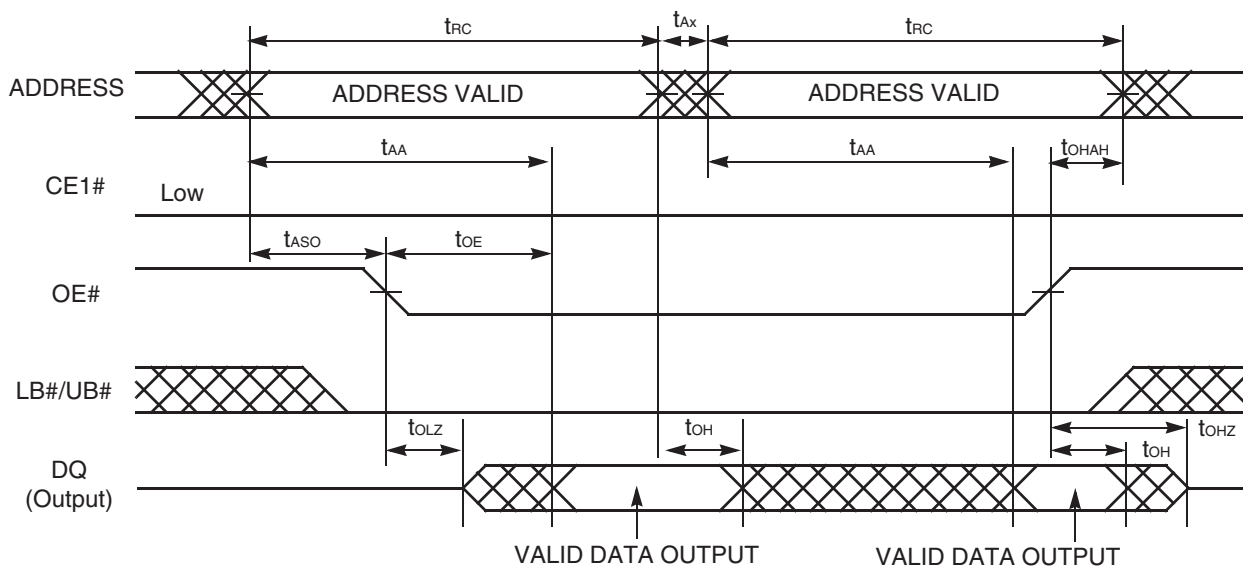 tRC tAx tRC
ADDRESS ADDRESS VALID ADDRESS VALID
tAA tAA tOHAH
CE1# Low
tASO tOE
OE#
LB#/UB#
tOLZ tOH tOHZ
tOH
DQ
(Output)
VALID DATA OUTPUT VALID DATA OUTPUT